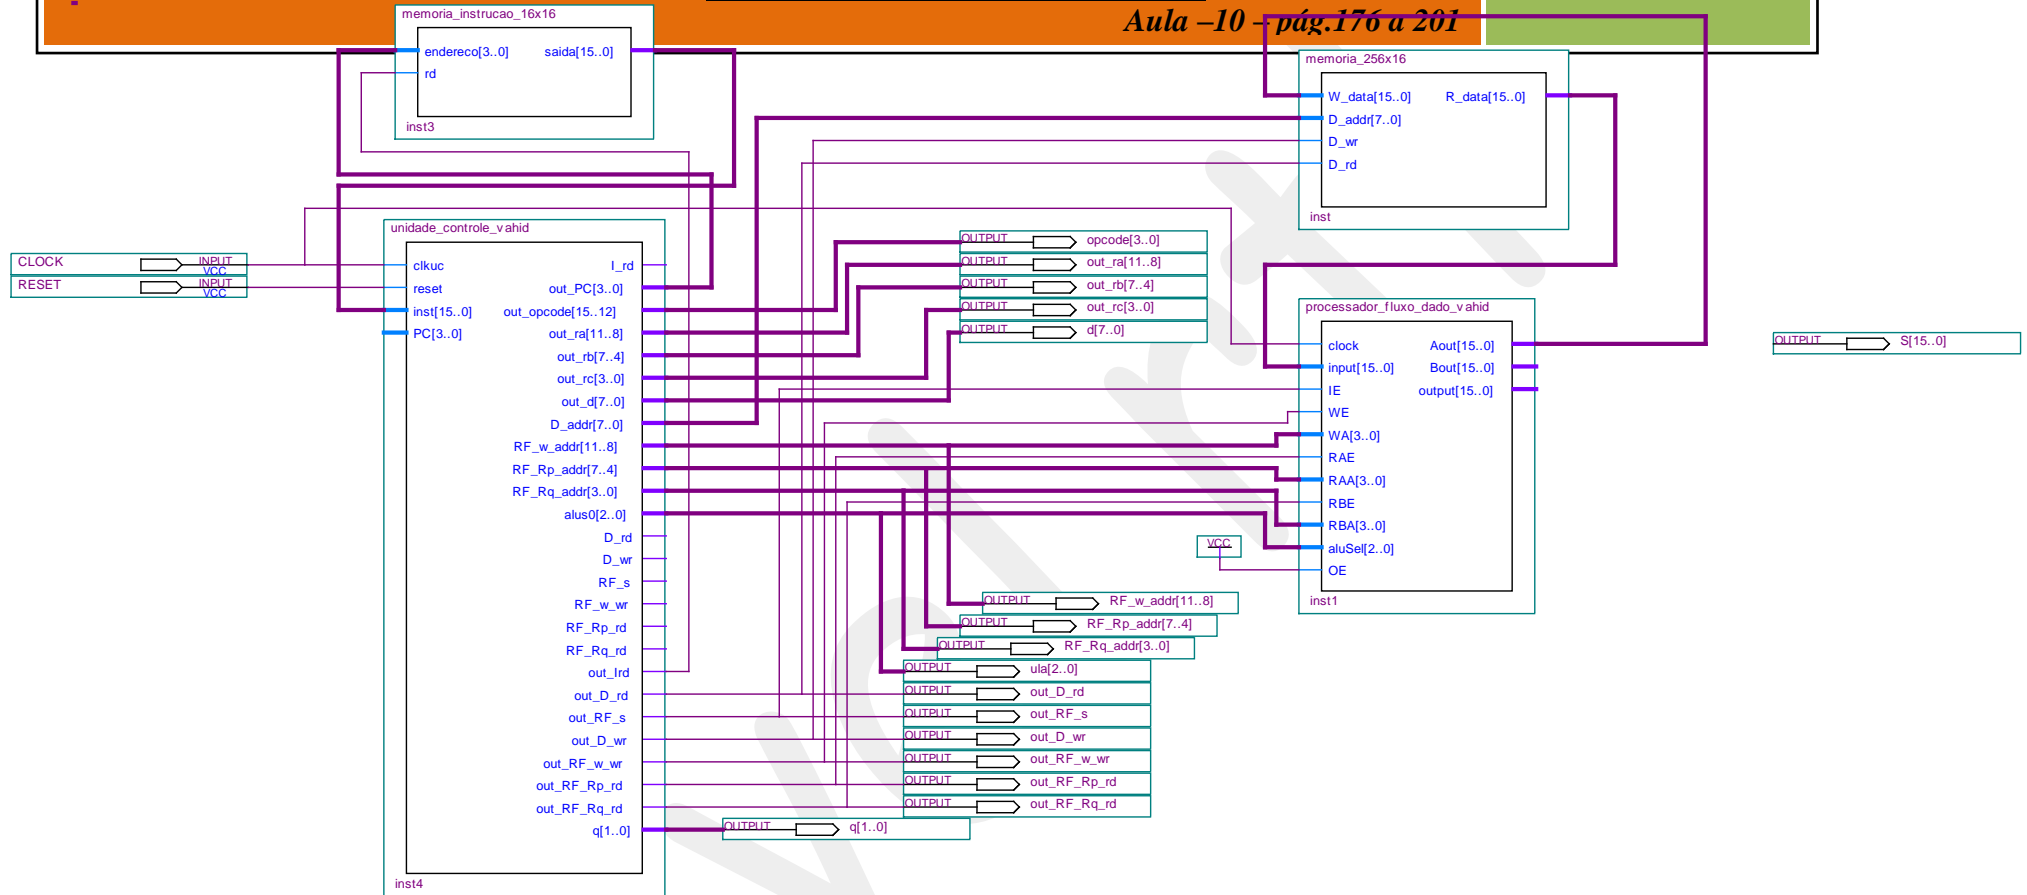 Aula –10 – pág.176 a 201
memoria_instrucao_16x16
endereco[3..0] saida[15..0]
rd
inst3
memoria_256x16
W_data[15..0] R_data[15..0]
D_addr[7..0]
D_wr
D_rd
inst
unidade_controle_vahid
clkuc I_rd
reset out_PC[3..0]
inst[15..0] out_opcode[15..12]
PC[3..0] out_ra[11..8]
out_rb[7..4]
out_rc[3..0]
out_d[7..0]
D_addr[7..0]
RF_w_addr[11..8]
RF_Rp_addr[7..4]
RF_Rq_addr[3..0]
alus0[2..0]
D_rd
D_wr
RF_s
RF_w_wr
RF_Rp_rd
RF_Rq_rd
out_Ird
out_D_rd
out_RF_s
out_D_wr
out_RF_w_wr
out_RF_Rp_rd
out_RF_Rq_rd
q[1..0]
inst4
CLOCK INPUT
VCC
RESET INPUT
VCC
OUTPUT opcode[3..0]
OUTPUT out_ra[11..8]
OUTPUT out_rb[7..4]
OUTPUT out_rc[3..0]
OUTPUT d[7..0]
processador_fluxo_dado_vahid
clock Aout[15..0]
input[15..0] Bout[15..0]
IE output[15..0]
WE
WA[3..0]
RAE
RAA[3..0]
RBE
RBA[3..0]
aluSel[2..0]
OE
inst1
OUTPUT S[15..0]
VCC
OUTPUT RF_w_addr[11..8]
OUTPUT RF_Rp_addr[7..4]
OUTPUT RF_Rq_addr[3..0]
OUTPUT ula[2..0]
OUTPUT out_D_rd
OUTPUT out_RF_s
OUTPUT out_D_wr
OUTPUT out_RF_w_wr
OUTPUT out_RF_Rp_rd
OUTPUT out_RF_Rq_rd
OUTPUT q[1..0]